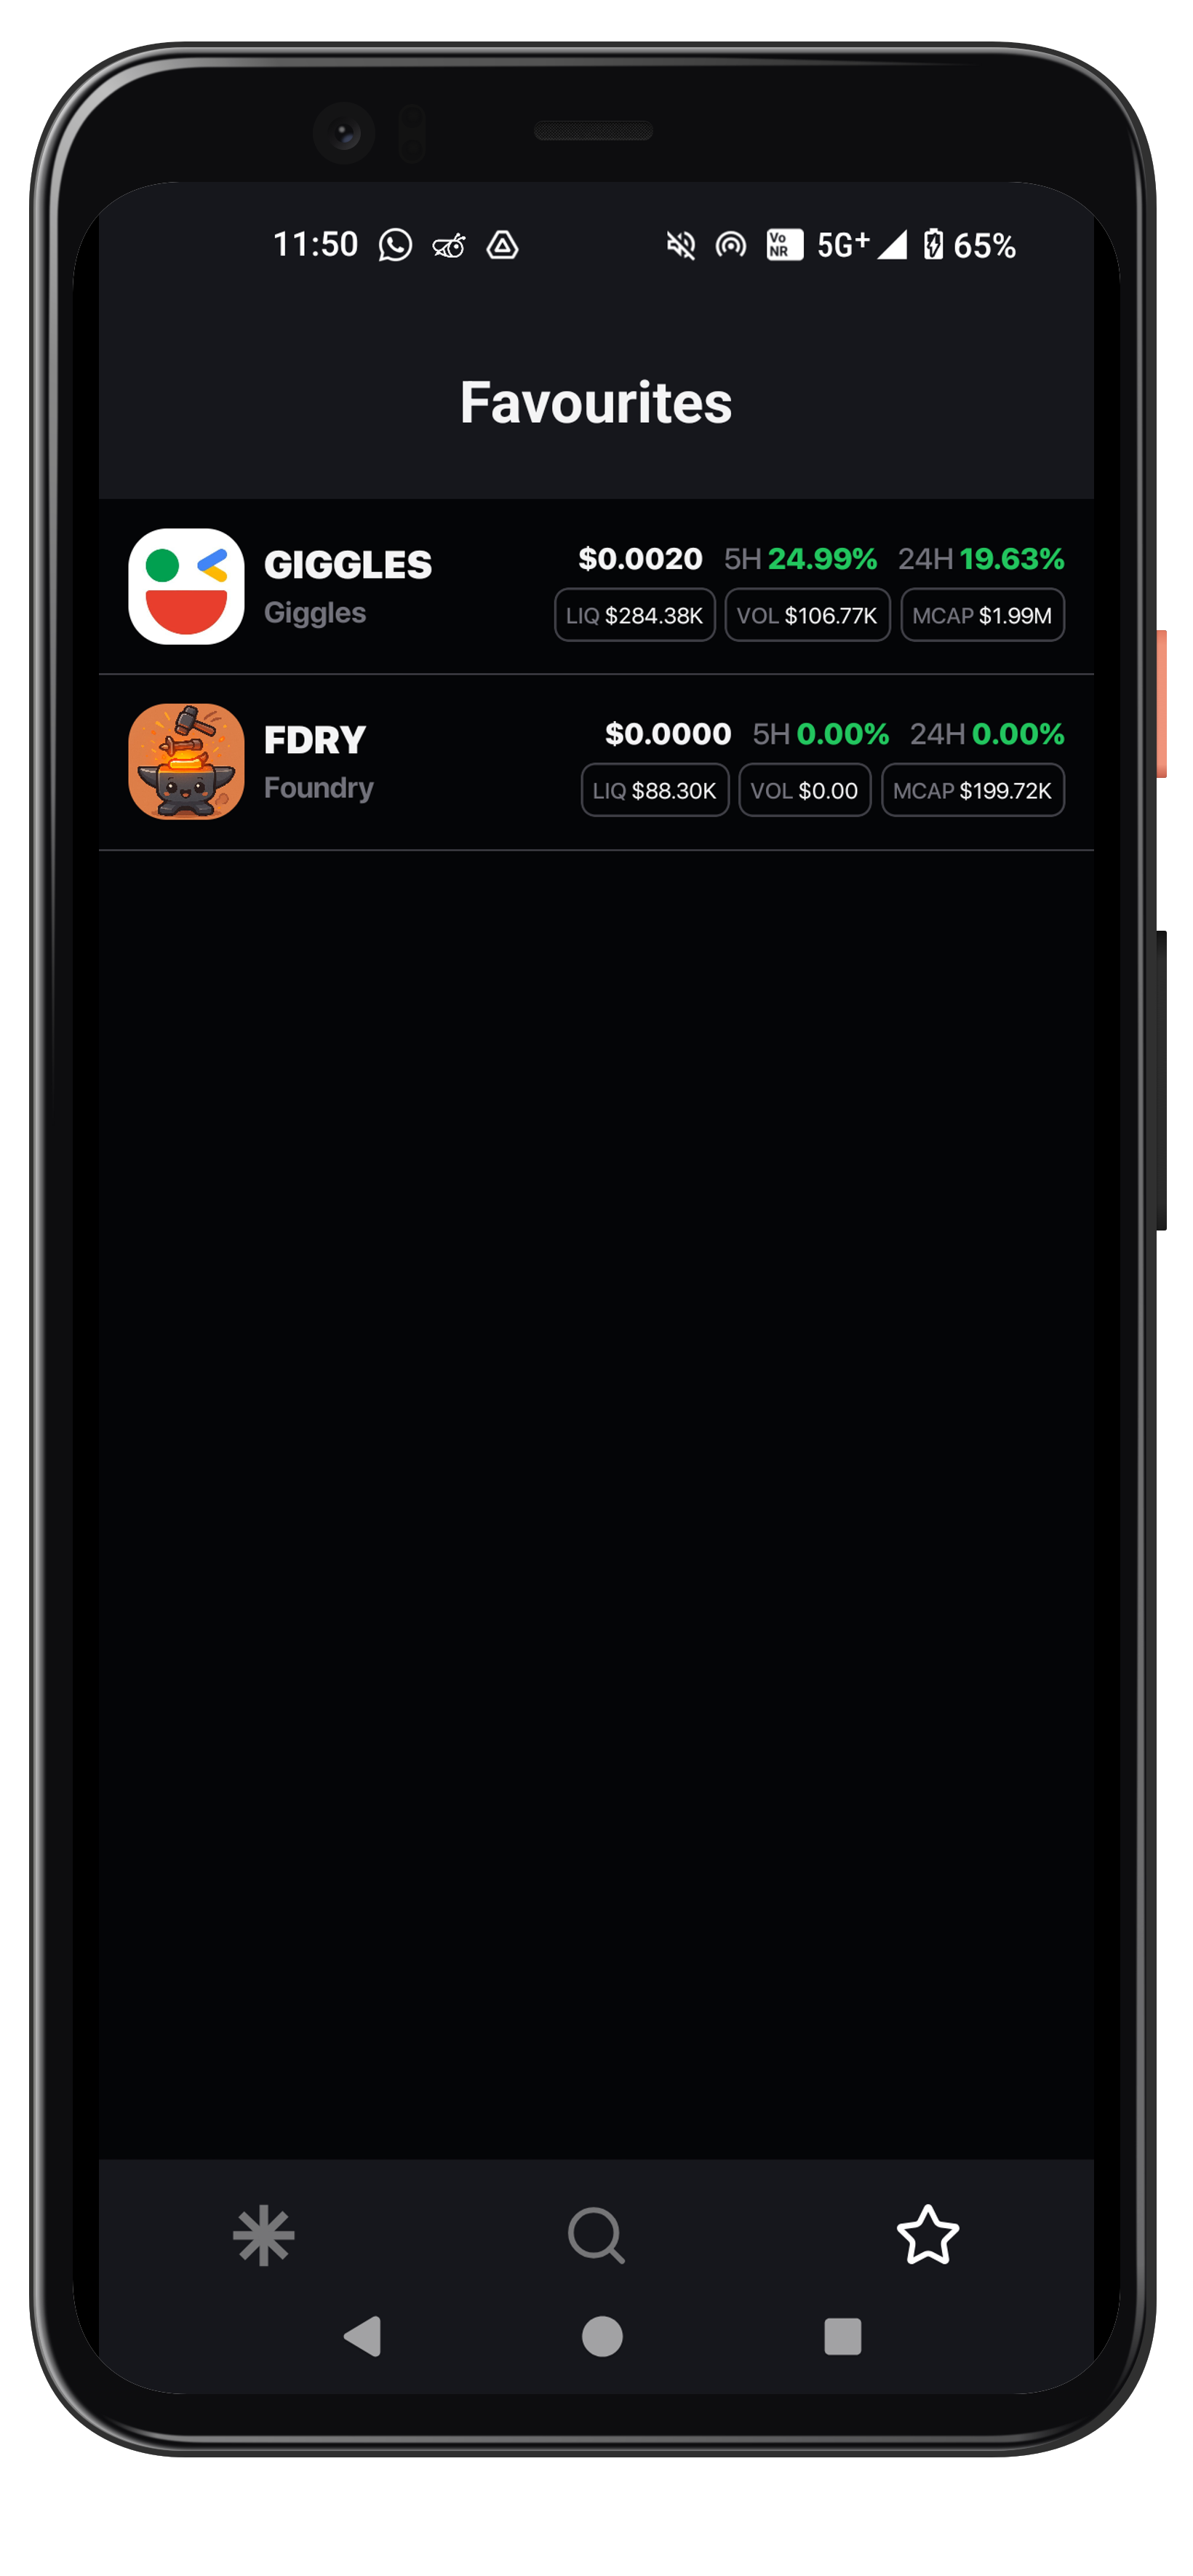 11:50 Vo NR 5G+ 65%
Favourites
GIGGLES $0.0020 5H 24.99% 24H 19.63%
Giggles LIQ $284.38K VOL $106.77K MCAP $1.99M
FDRY $0.0000 5H 0.00% 24H 0.00%
Foundry LIQ $88.30K VOL $0.00 MCAP $199.72K